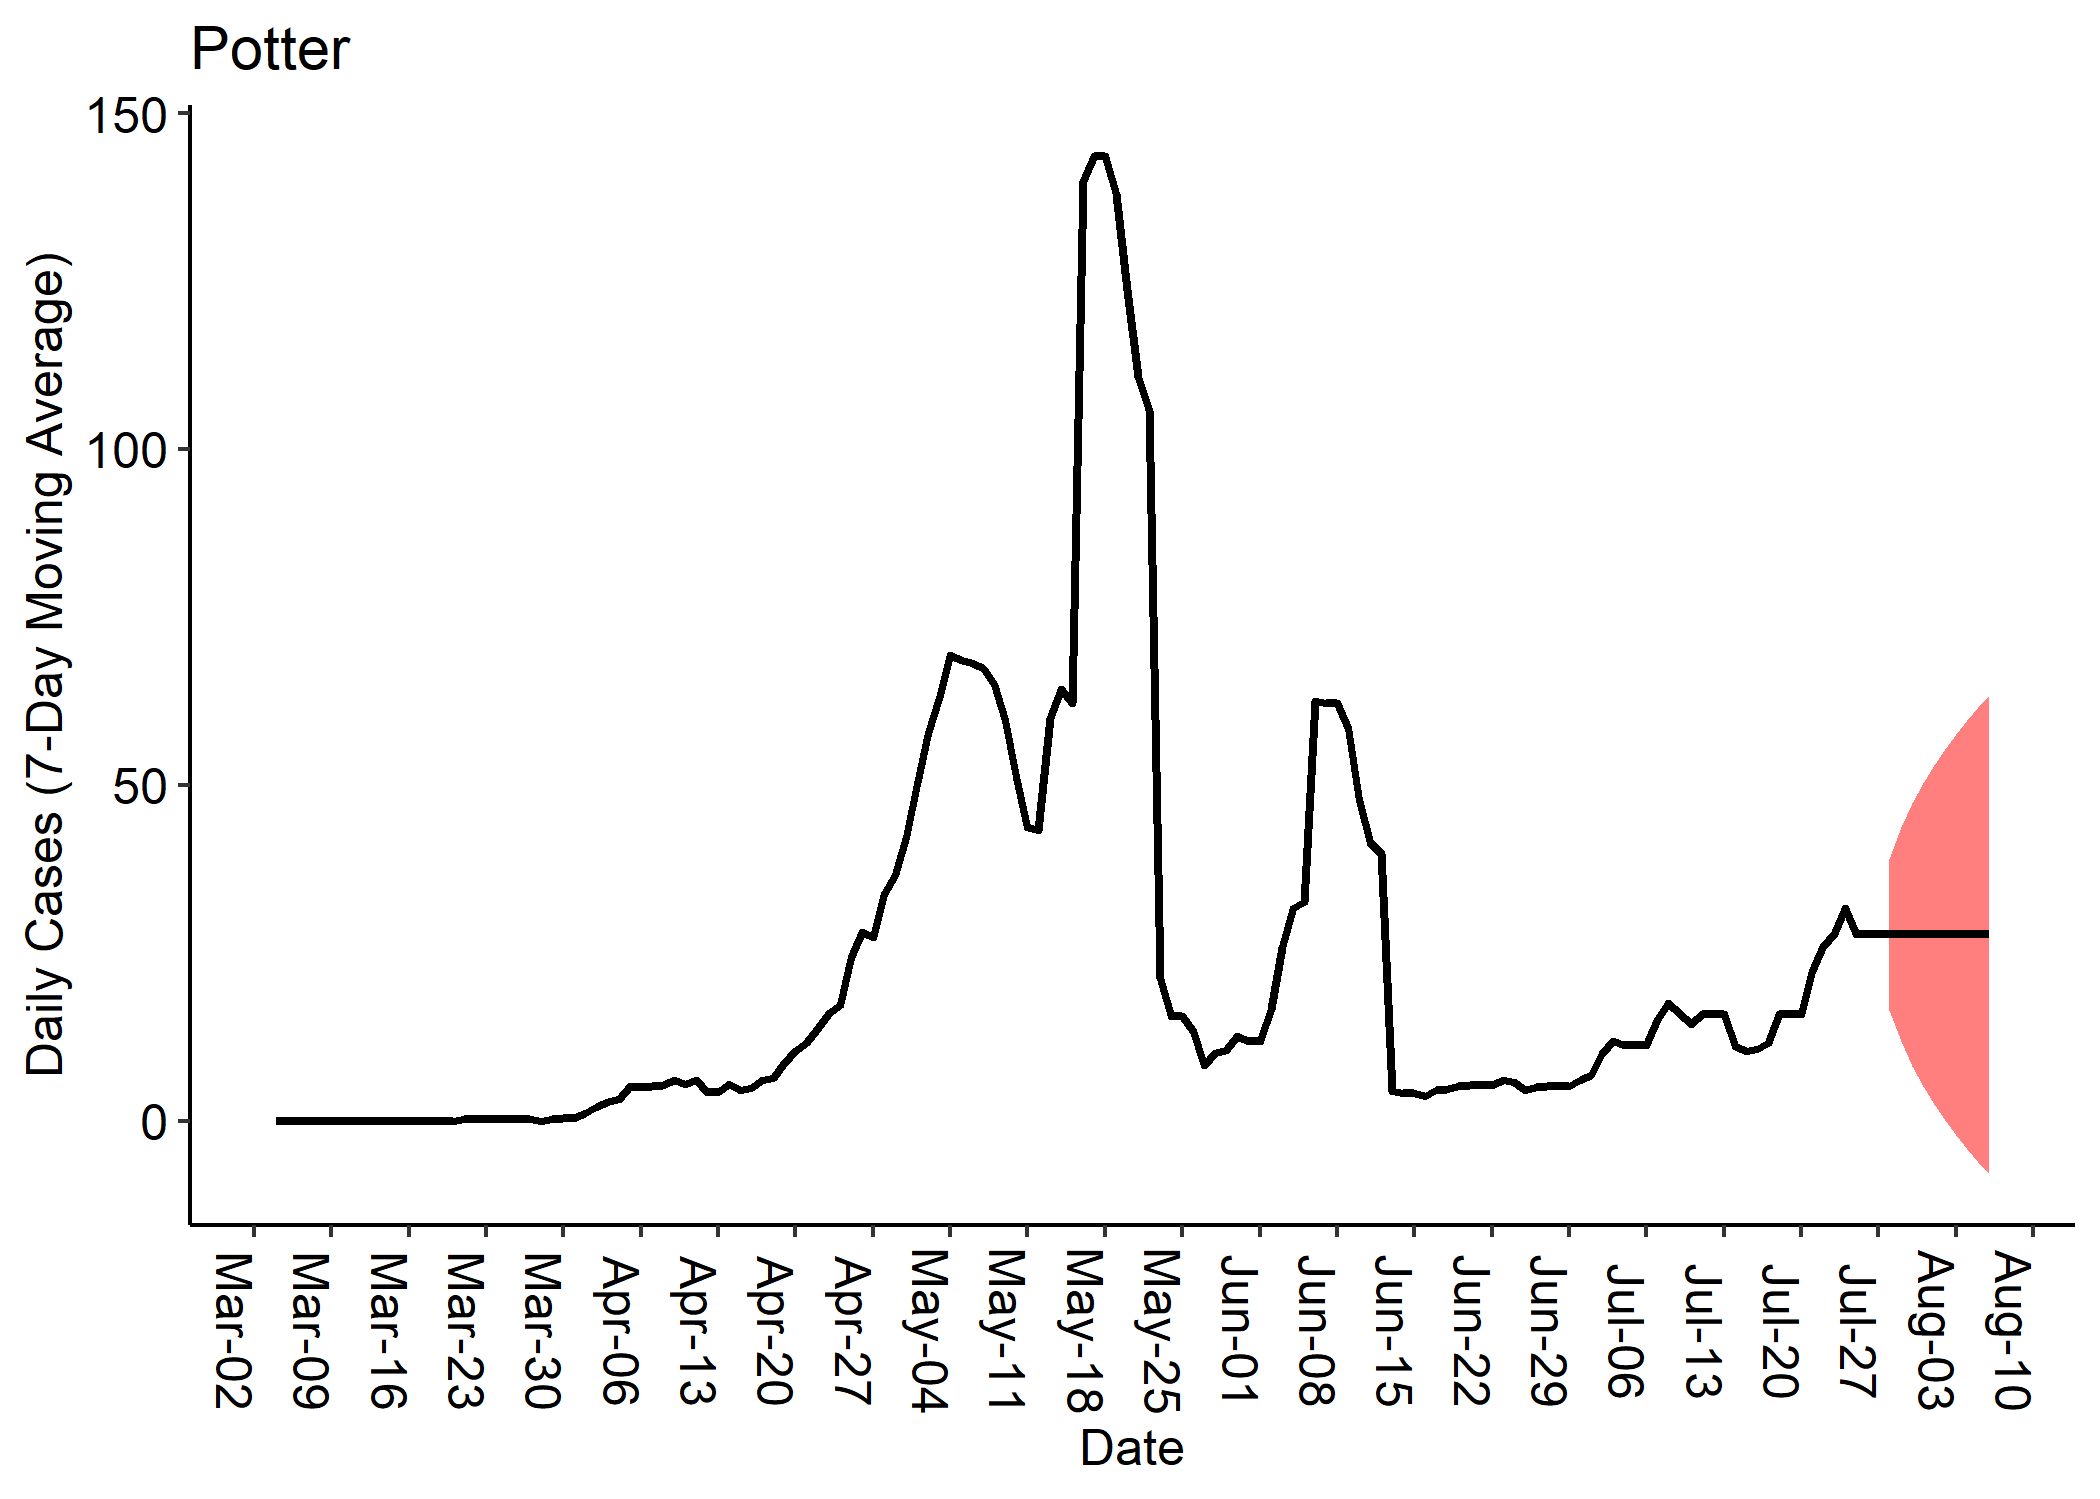 Potter
150
100
50
0
Daily Cases (7-Day Moving Average)
Mar-02
Mar-09
Mar-16
Mar-23
Mar-30
Apr-06
Apr-13
Apr-20
Apr-27
May-04
May-11
May-18
May-25
Jun-01
Jun-08
Jun-15
Jun-22
Jun-29
Jul-06
Jul-13
Jul-20
Jul-27
Aug-03
Aug-10
Date